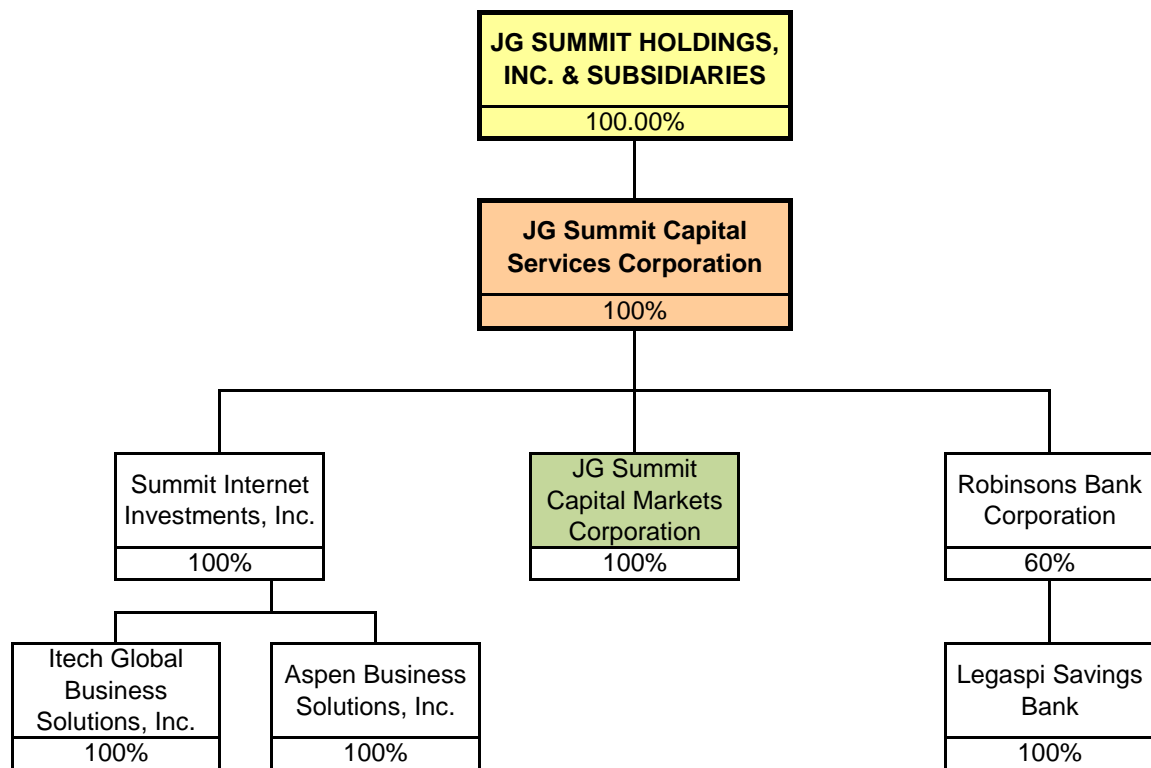 JG SUMMIT HOLDINGS,
INC. & SUBSIDIARIES
100.00%
JG Summit Capital
Services Corporation
100%
Summit Internet
Investments, Inc.
100%
JG Summit
Capital Markets
Corporation
100%
Robinsons Bank
Corporation
60%
Itech Global
Business
Solutions, Inc.
100%
Aspen Business
Solutions, Inc.
100%
Legaspi Savings
Bank
100%